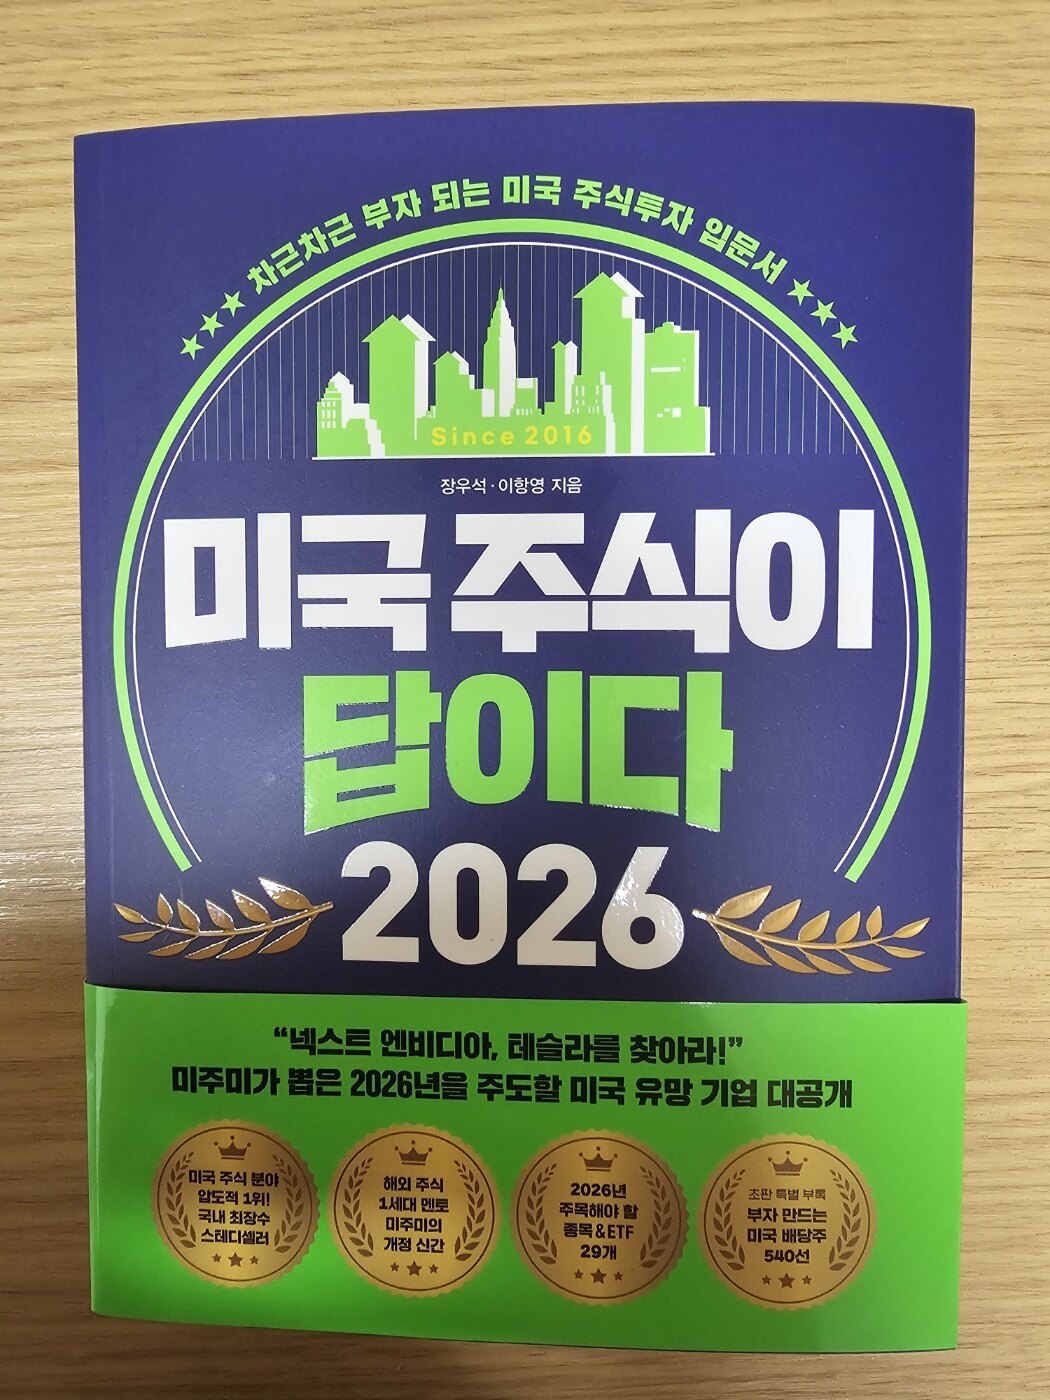 차근차근 부자 되는 미국 주식투자 입문서
Since 2016
장우석·이항영 지음
미국 주식이
답이다
2026
“넥스트 엔비디아, 테슬라를 찾아라!”
미주미가 뽑은 2026년을 주도할 미국 유망 기업 대공개
미국 주식 분야
압도적 1위!
국내 최장수
스테디셀러
해외 주식
1세대 멘토
미주미의
개정 신간
2026년
주목해야 할
종목&ETF
29개
초판 특별 부록
부자 만드는
미국 배당주
540선